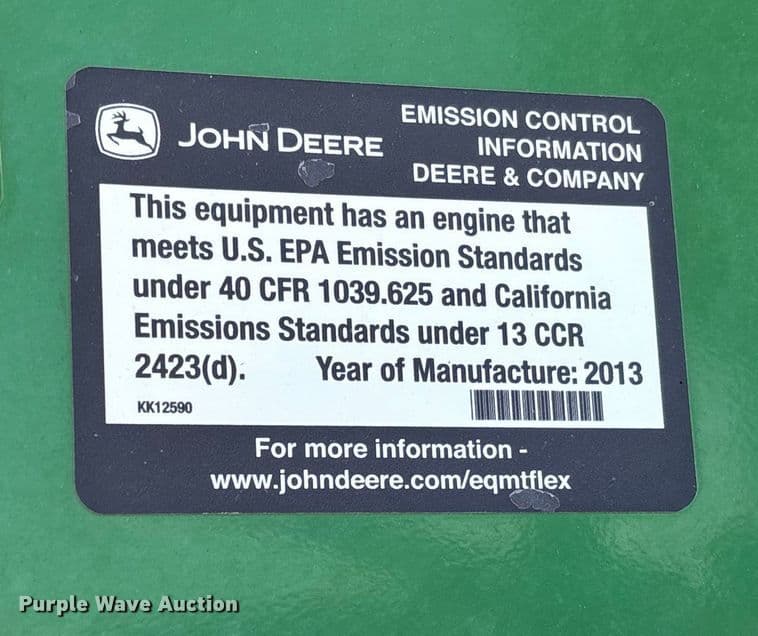 JOHN DEERE
EMISSION CONTROL
INFORMATION
DEERE & COMPANY
This equipment has an engine that
meets U.S. EPA Emission Standards
under 40 CFR 1039.625 and California
Emissions Standards under 13 CCR
2423(d). Year of Manufacture: 2013
KK12590
For more information -
www.johndeere.com/eqmtflex
Purple Wave Auction